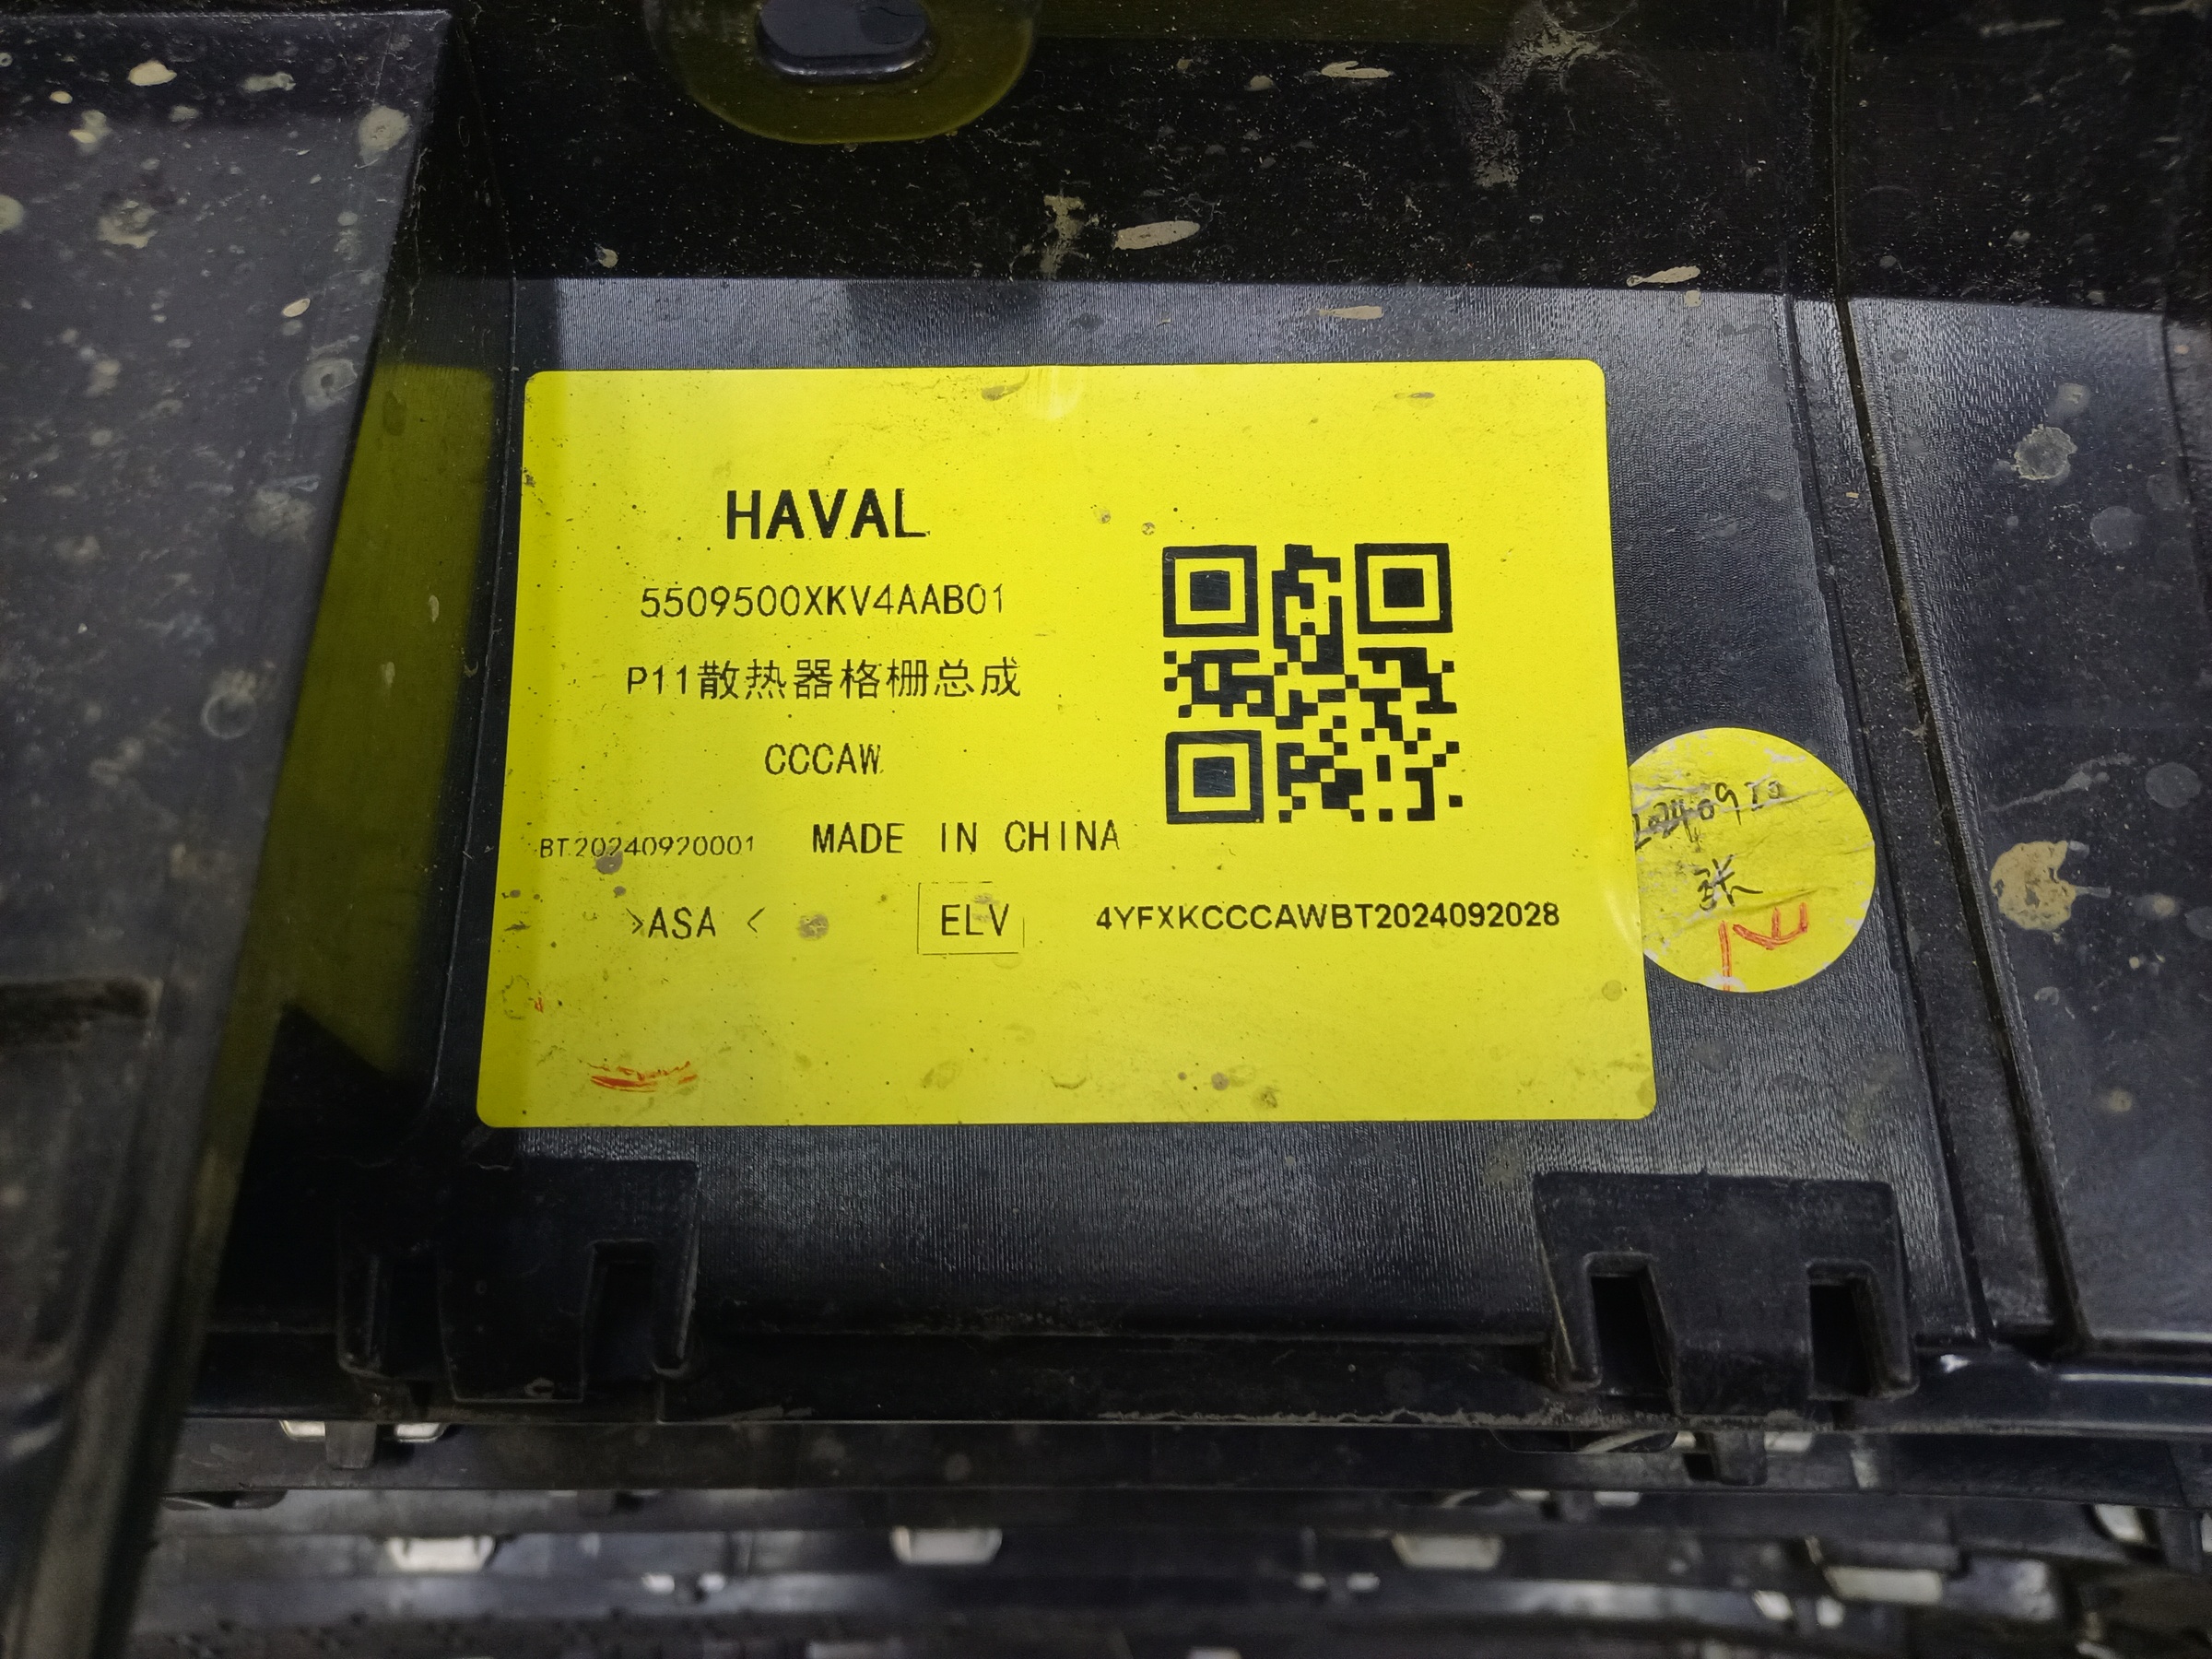 HAVAL
5509500XKV4AAB01
P11散热器格栅总成
CCCAW
BT20240920001 MADE IN CHINA
>ASA < ELV 4YFXKCCCAWBT2024092028
张